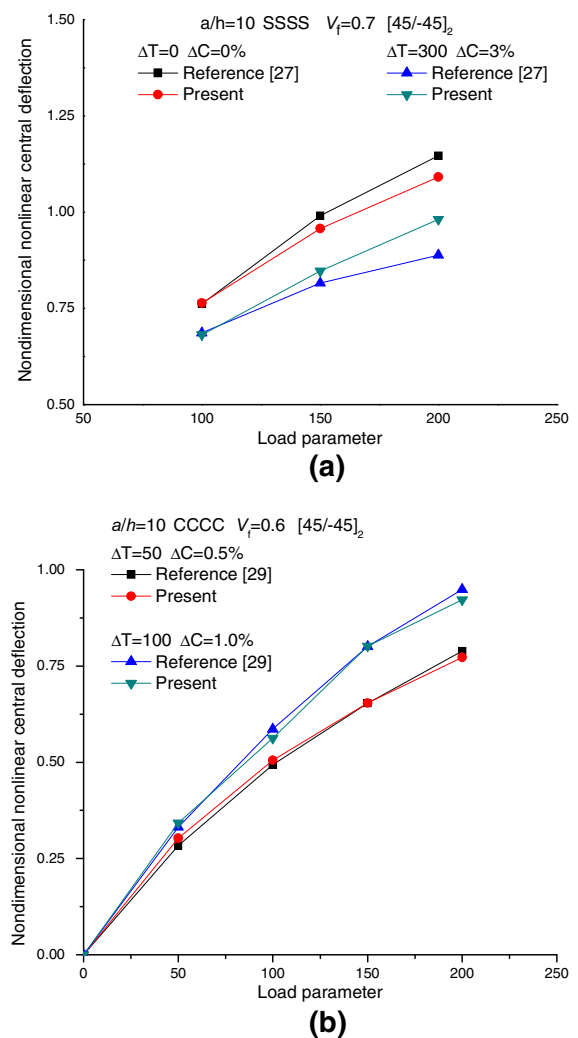 a/h=10 SSSS V_f=0.7 [45/-45]_2
ΔT=0 ΔC=0% ΔT=300 ΔC=3%
Reference [27] Reference [27]
Present Present
Nondimensional nonlinear central deflection
1.50
1.25
1.00
0.75
0.50
50 100 150 200 250
Load parameter
(a)
a/h=10 CCCC V_f=0.6 [45/-45]_2
ΔT=50 ΔC=0.5%
Reference [29]
Present
ΔT=100 ΔC=1.0%
Reference [29]
Present
Nondimensional nonlinear central deflection
1.00
0.75
0.50
0.25
0.00
0 50 100 150 200 250
Load parameter
(b)